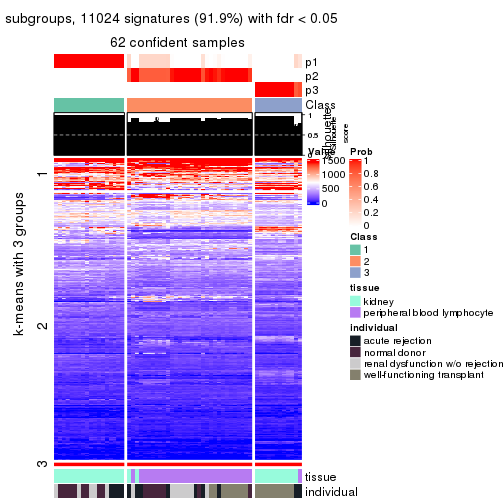 subgroups, 11024 signatures (91.9%) with fdr < 0.05
62 confident samples
p1
p2
p3
Class
1
0.5
0
Silhouette
score
k-means with 3 groups
1
2
3
Value
1500
1000
500
0
Prob
1
0.8
0.6
0.4
0.2
0
Class
1
2
3
tissue
kidney
peripheral blood lymphocyte
individual
acute rejection
normal donor
renal dysfunction w/o rejection
well-functioning transplant
tissue
individual